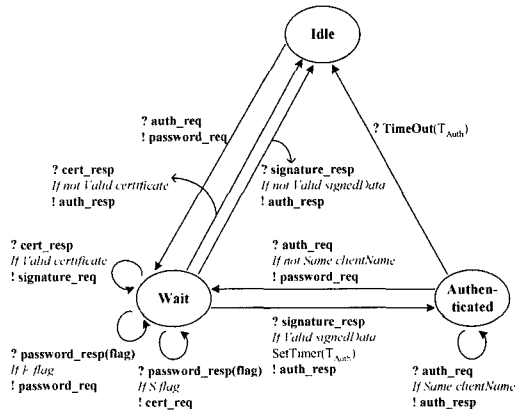 Idle
? auth_req
! password_req
? TimeOut(T_Auth)
? cert_resp
If not Valid certificate
! auth_resp
? signature_resp
If not Valid signedData
! auth_resp
? cert_resp
If Valid certificate
! signature_req
? auth_req
If not Same clientName
! password_req
Wait
Authen-
ticated
? signature_resp
If Valid signedData
SetTimer(T_Auth)
! auth_resp
? password_resp(flag)
If F flag
! password_req
? password_resp(flag)
If S flag
! cert_req
? auth_req
If Same clientName
! auth_resp